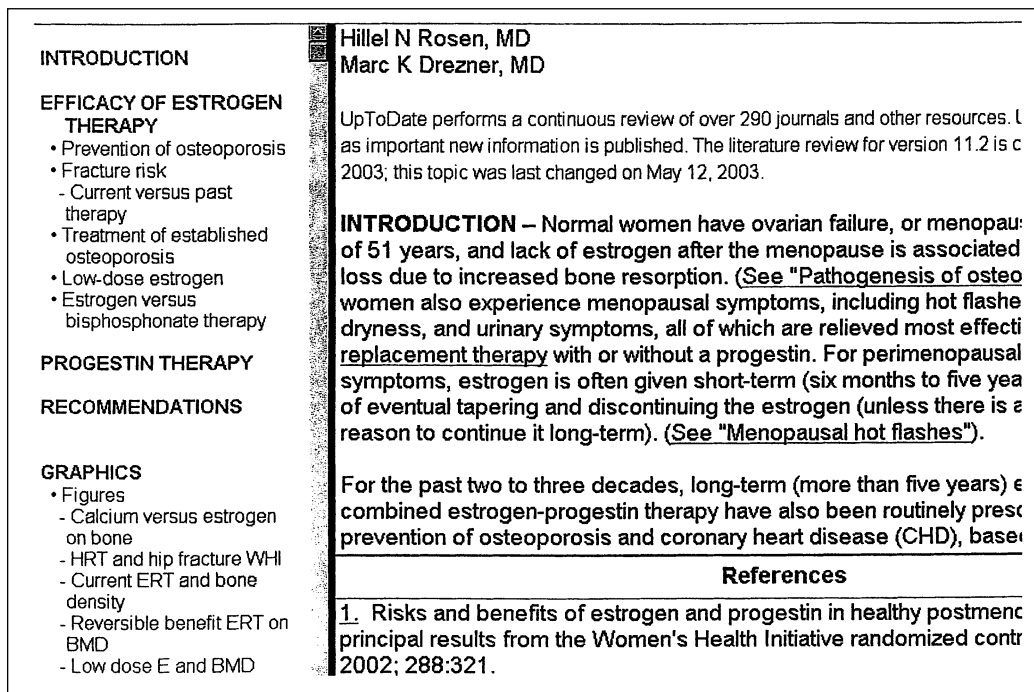 INTRODUCTION
EFFICACY OF ESTROGEN
THERAPY
• Prevention of osteoporosis
• Fracture risk
- Current versus past
therapy
• Treatment of established
osteoporosis
• Low-dose estrogen
• Estrogen versus
bisphosphonate therapy
PROGESTIN THERAPY
RECOMMENDATIONS
GRAPHICS
• Figures
- Calcium versus estrogen
on bone
- HRT and hip fracture WHI
- Current ERT and bone
density
- Reversible benefit ERT on
BMD
- Low dose E and BMD
Hillel N Rosen, MD
Marc K Drezner, MD
UpToDate performs a continuous review of over 290 journals and other resources.
as important new information is published. The literature review for version 11.2 is c
2003; this topic was last changed on May 12, 2003.
INTRODUCTION – Normal women have ovarian failure, or menopau
of 51 years, and lack of estrogen after the menopause is associated
loss due to increased bone resorption. (See "Pathogenesis of osteo
women also experience menopausal symptoms, including hot flashe
dryness, and urinary symptoms, all of which are relieved most effecti
replacement therapy with or without a progestin. For perimenopausal
symptoms, estrogen is often given short-term (six months to five yea
of eventual tapering and discontinuing the estrogen (unless there is a
reason to continue it long-term). (See "Menopausal hot flashes").
For the past two to three decades, long-term (more than five years) e
combined estrogen-progestin therapy have also been routinely presc
prevention of osteoporosis and coronary heart disease (CHD), base
References
1. Risks and benefits of estrogen and progestin in healthy postmeno
principal results from the Women's Health Initiative randomized contr
2002; 288:321.